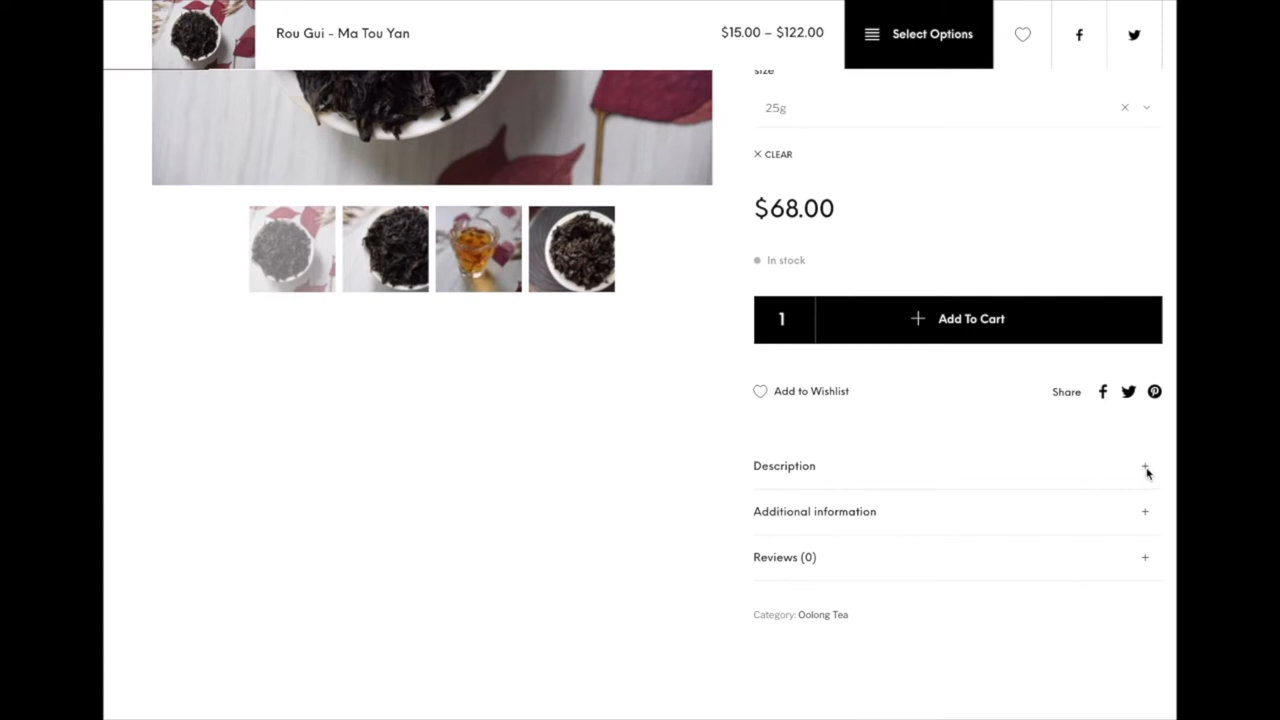 Rou Gui - Ma Tou Yan
$15.00 – $122.00
Select Options
Size
25g
CLEAR
$68.00
In stock
1
Add To Cart
Add to Wishlist
Share
Description
+
Additional information
+
Reviews (0)
+
Category: Oolong Tea